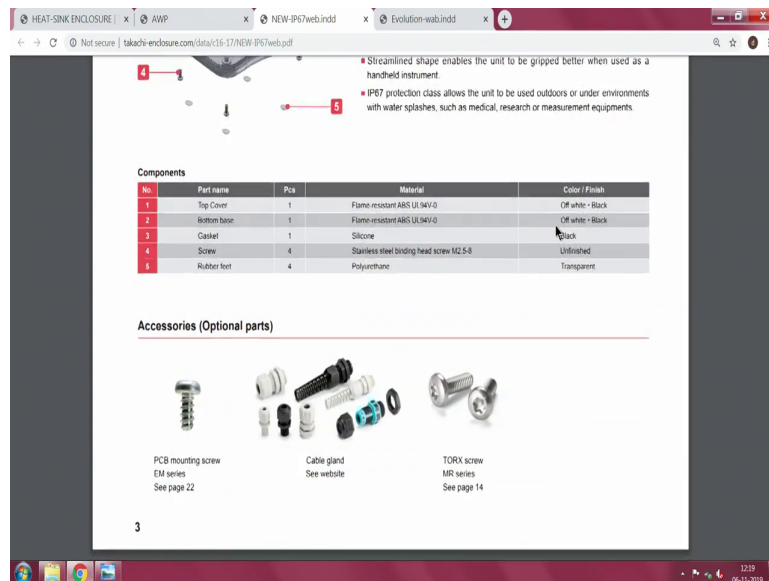 HEAT-SINK ENCLOSURE | x
AWP x
NEW-IP67web.indd x
Evolution-wab.indd x
Not secure | takachi-enclosure.com/data/c16-17/NEW-IP67web.pdf
Streamlined shape enables the unit to be gripped better when used as a
handheld instrument.
IP67 protection class allows the unit to be used outdoors or under environments
with water splashes, such as medical, research or measurement equipments.
4
5
Components
No. Part name Pcs Material Color / Finish
1 Top Cover 1 Flame-resistant ABS UL94V-0 Off white • Black
2 Bottom base 1 Flame-resistant ABS UL94V-0 Off white • Black
3 Gasket 1 Silicone Black
4 Screw 4 Stainless steel binding head screw M2.5-8 Unfinished
5 Rubber feet 4 Polyurethane Transparent
Accessories (Optional parts)
PCB mounting screw
EM series
See page 22
Cable gland
See website
TORX screw
MR series
See page 14
3
12:19
06-11-2019